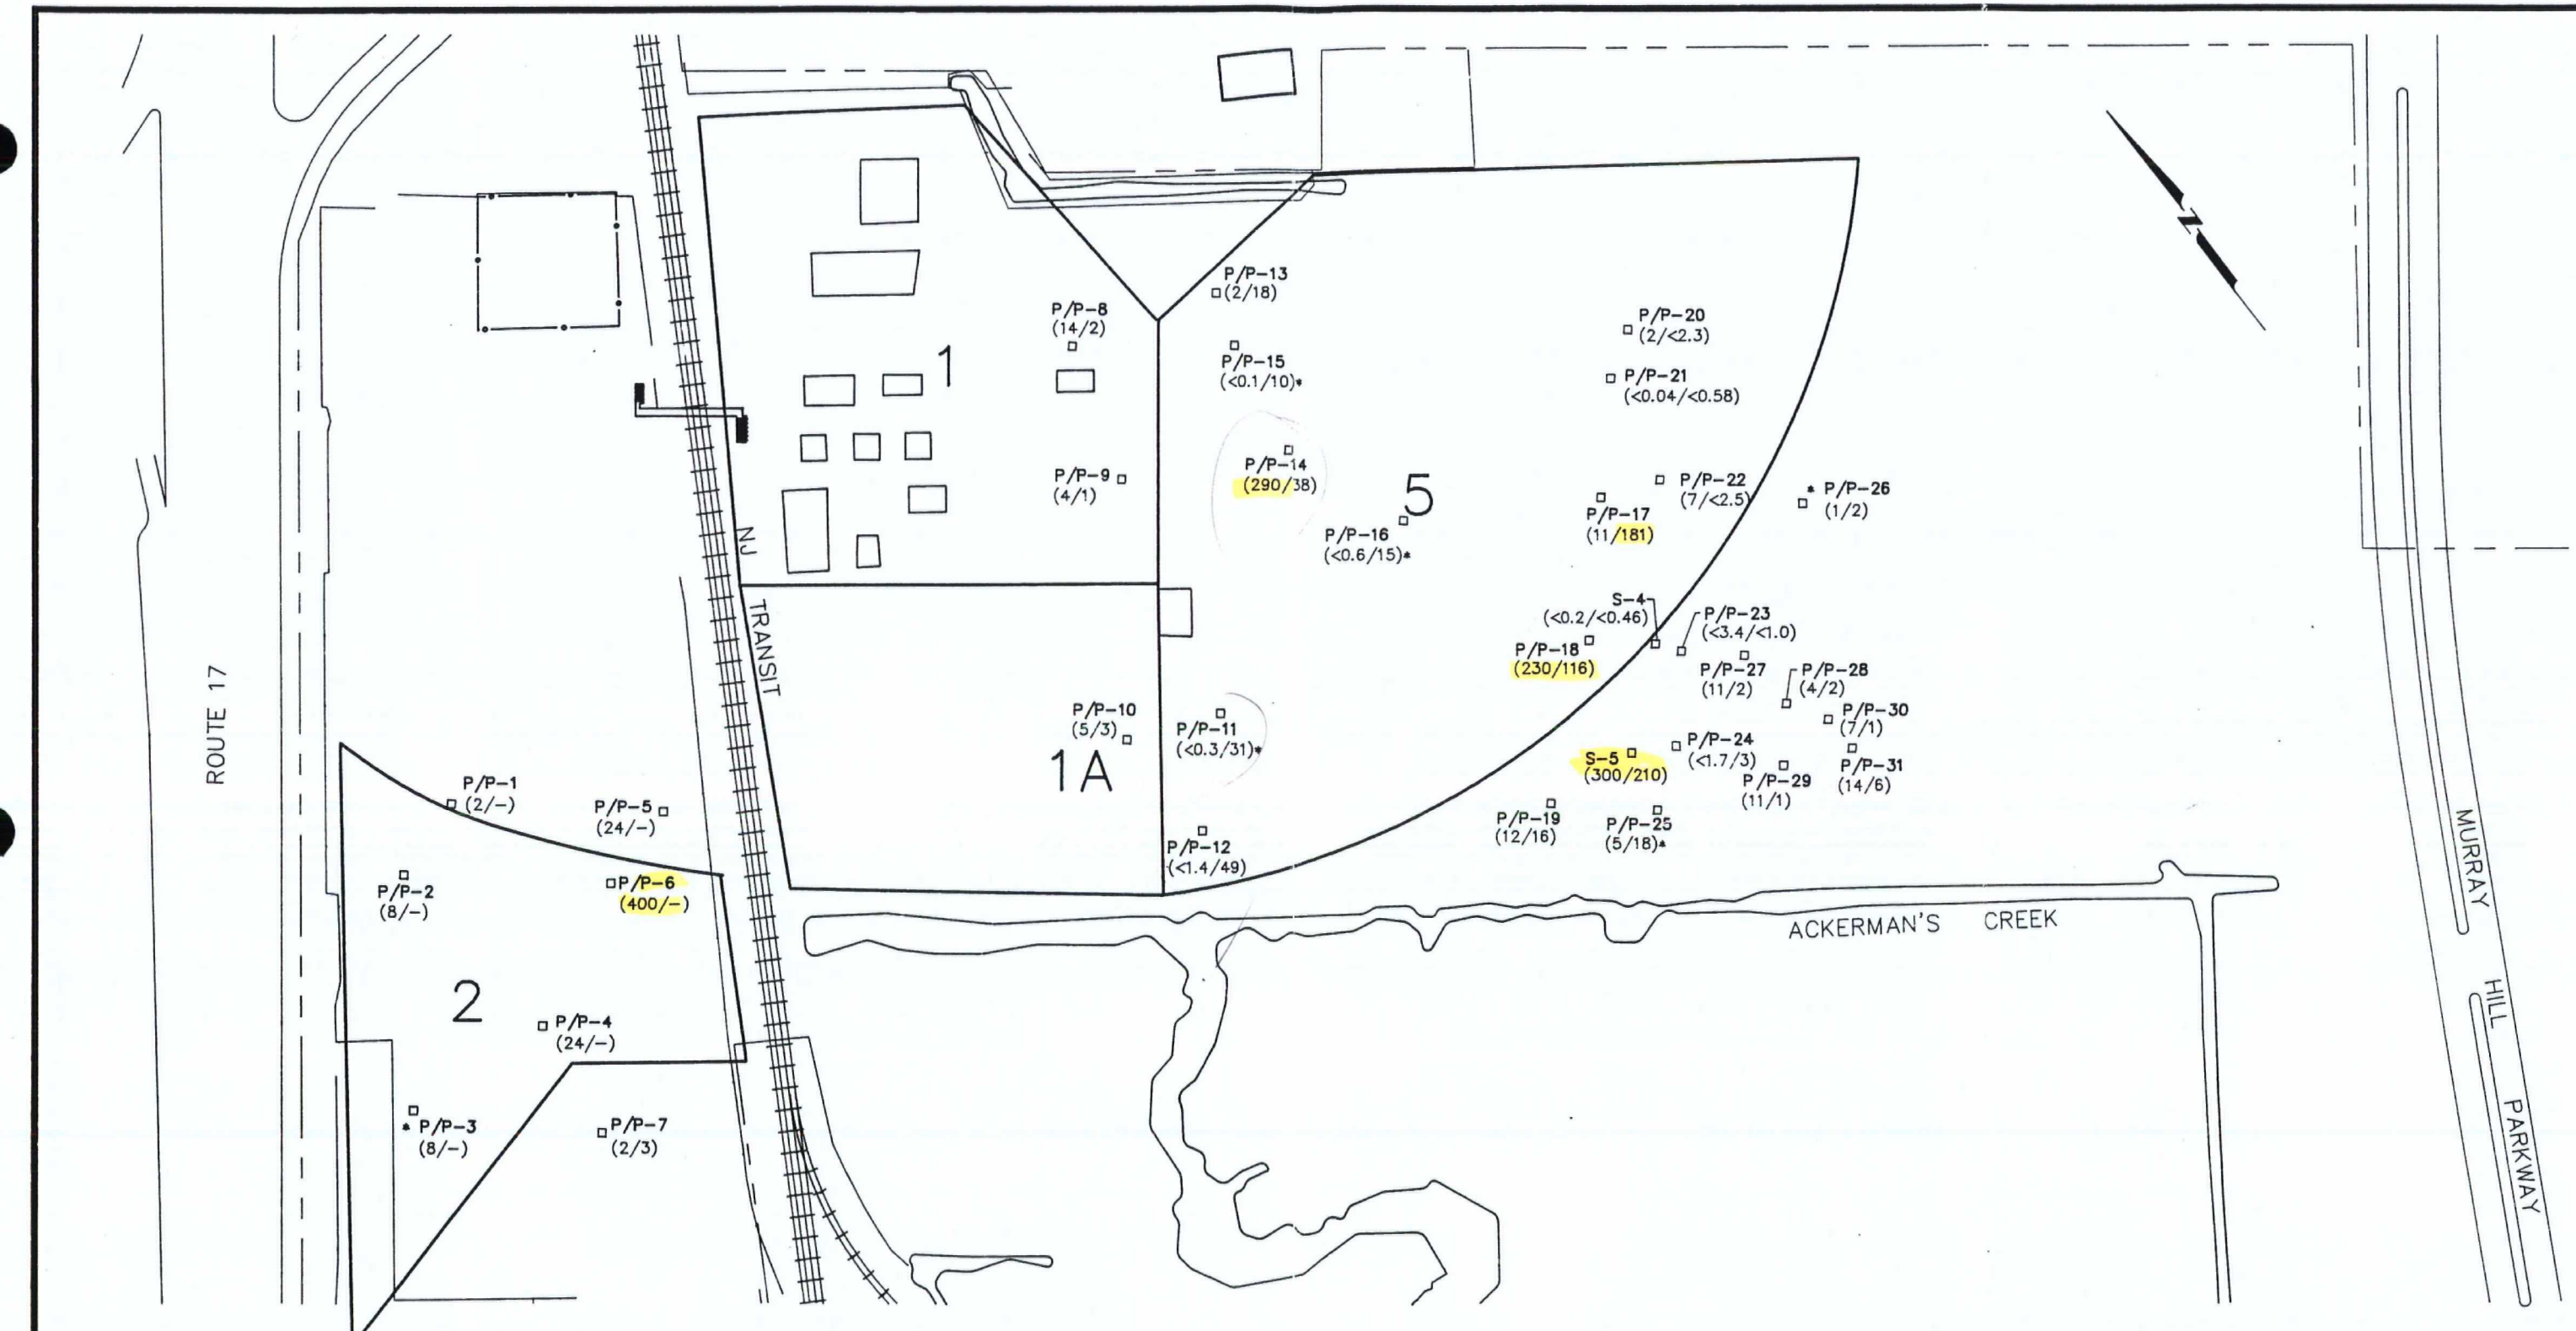 P/P-13
(2/18)
P/P-8
(14/2)
P/P-20
(2/<2.3)
1
P/P-15
(<0.1/10)*
P/P-21
(<0.04/<0.58)
P/P-14
(290/38)
P/P-9
(4/1)
5
P/P-22
(7/<2.5)
* P/P-26
(1/2)
P/P-17
(11/181)
P/P-16
(<0.6/15)*
NJ
TRANSIT
S-4
(<0.2/<0.46)
P/P-23
(<3.4/<1.0)
P/P-18
(230/116)
P/P-27
(11/2)
P/P-28
(4/2)
ROUTE 17
P/P-10
(5/3)
P/P-11
(<0.3/31)*
P/P-30
(7/1)
1A
S-5
(300/210)
P/P-24
(<1.7/3)
P/P-29
(11/1)
P/P-31
(14/6)
P/P-1
(2/-)
P/P-5
(24/-)
P/P-19
(12/16)
P/P-25
(5/18)*
P/P-12
(<1.4/49)
P/P-2
(8/-)
P/P-6
(400/-)
ACKERMAN'S CREEK
MURRAY
HILL
PARKWAY
2
P/P-4
(24/-)
* P/P-3
(8/-)
P/P-7
(2/3)
N